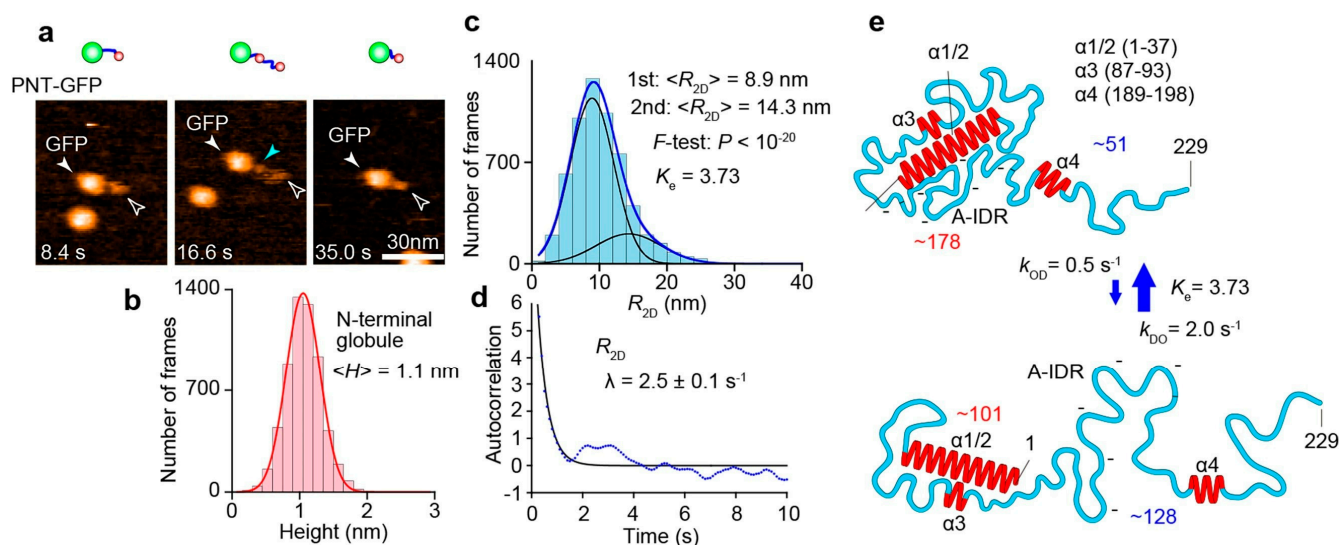 a
PNT-GFP
GFP
8.4 s
GFP
16.6 s
GFP
35.0 s
30nm
b
Number of frames
1400
700
0
N-terminal
globule
<H> = 1.1 nm
0 1 2 3
Height (nm)
c
Number of frames
1400
700
0
1st: <R2D> = 8.9 nm
2nd: <R2D> = 14.3 nm
F-test: P < 10⁻²⁰
Ke = 3.73
0 10 20 30 40
R2D (nm)
d
Autocorrelation
6
5
4
3
2
1
0
-1
R2D
λ = 2.5 ± 0.1 s⁻¹
0 2 4 6 8 10
Time (s)
e
α1/2
α1/2 (1-37)
α3 (87-93)
α4 (189-198)
α3
α4
~51
229
A-IDR
~178
- - - - - -
kOD = 0.5 s⁻¹
Ke = 3.73
kDO = 2.0 s⁻¹
A-IDR
~101
α1/2
1
229
α4
α3
~128
- - - - -